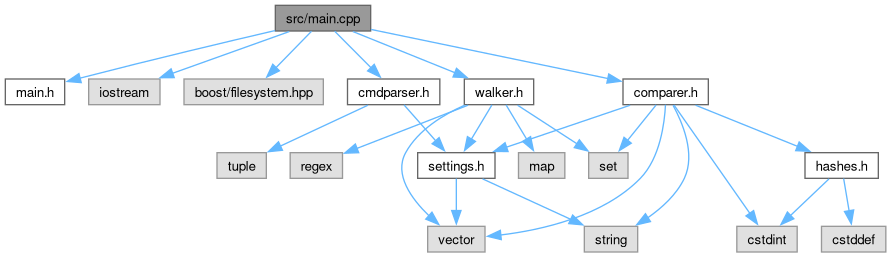 src/main.cpp
main.h
iostream
boost/filesystem.hpp
cmdparser.h
walker.h
comparer.h
tuple
regex
settings.h
map
set
hashes.h
vector
string
cstdint
cstddef